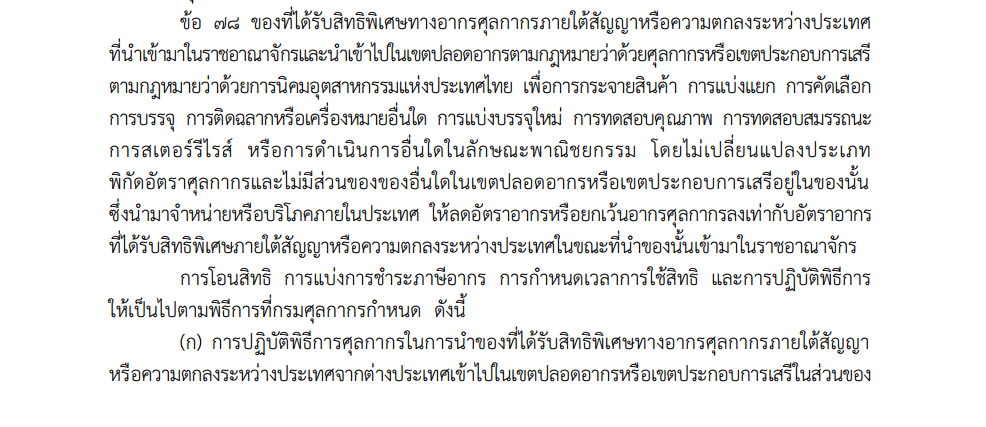 ข้อ ๗๘ ของที่ได้รับสิทธิพิเศษทางอากรศุลกากรภายใต้สัญญาหรือความตกลงระหว่างประเทศ
ที่นำเข้ามาในราชอาณาจักรและนำเข้าไปในเขตปลอดอากรตามกฎหมายว่าด้วยศุลกากรหรือเขตประกอบการเสรี
ตามกฎหมายว่าด้วยการนิคมอุตสาหกรรมแห่งประเทศไทย เพื่อการกระจายสินค้า การแบ่งแยก การคัดเลือก
การบรรจุ การติดฉลากหรือเครื่องหมายอื่นใด การแบ่งบรรจุใหม่ การทดสอบคุณภาพ การทดสอบสมรรถนะ
การสเตอร์รีไรส์ หรือการดำเนินการอื่นใดในลักษณะพาณิชยกรรม โดยไม่เปลี่ยนแปลงประเภท
พิกัดอัตราศุลกากรและไม่มีส่วนของของอื่นใดในเขตปลอดอากรหรือเขตประกอบการเสรีอยู่ในของนั้น
ซึ่งนำมาจำหน่ายหรือบริโภคภายในประเทศ ให้ลดอัตราอากรหรือยกเว้นอากรศุลกากรลงเท่ากับอัตราอากร
ที่ได้รับสิทธิพิเศษภายใต้สัญญาหรือความตกลงระหว่างประเทศในขณะที่นำของนั้นเข้ามาในราชอาณาจักร
การโอนสิทธิ การแบ่งการชำระภาษีอากร การกำหนดเวลาการใช้สิทธิ และการปฏิบัติพิธีการ
ให้เป็นไปตามพิธีการที่กรมศุลกากรกำหนด ดังนี้
(ก) การปฏิบัติพิธีการศุลกากรในการนำของที่ได้รับสิทธิพิเศษทางอากรศุลกากรภายใต้สัญญา
หรือความตกลงระหว่างประเทศจากต่างประเทศเข้าไปในเขตปลอดอากรหรือเขตประกอบการเสรีในส่วนของ